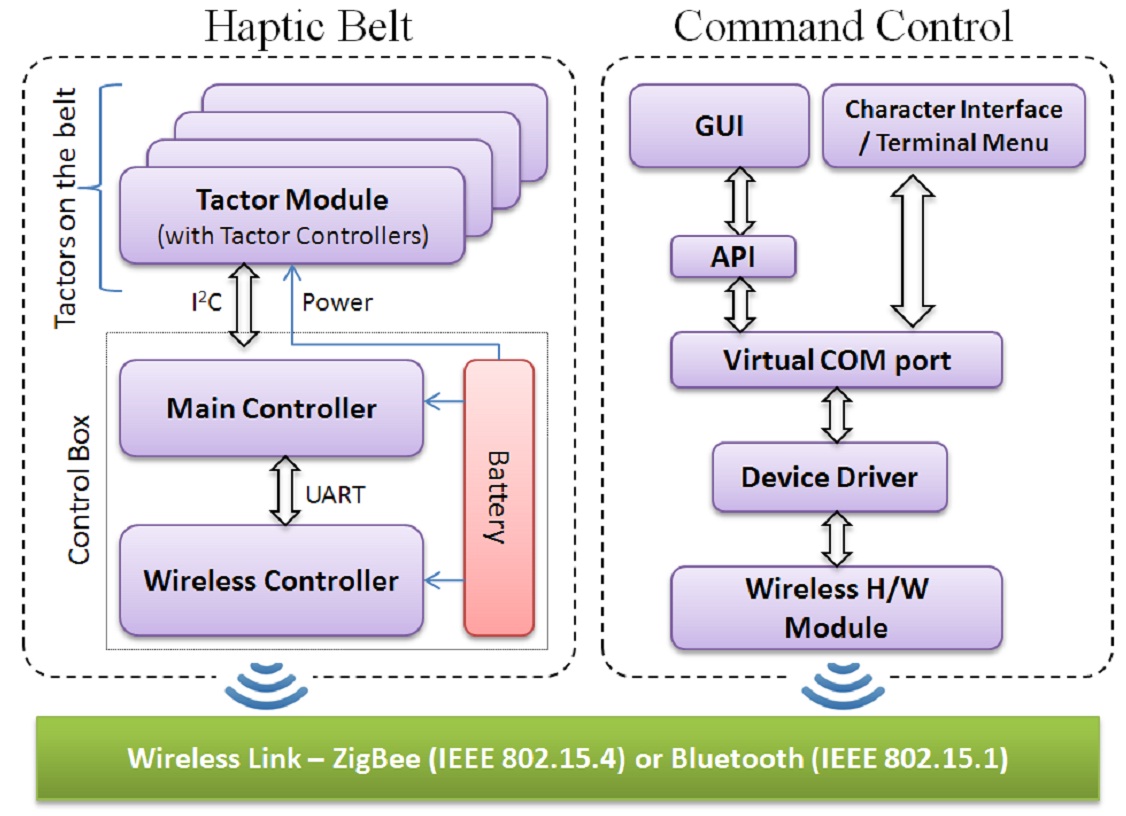 Haptic Belt
Tactors on the belt
Tactor Module
(with Tactor Controllers)
I²C
Power
Control Box
Main Controller
UART
Wireless Controller
Battery
Command Control
GUI
Character Interface
/ Terminal Menu
API
Virtual COM port
Device Driver
Wireless H/W
Module
Wireless Link – ZigBee (IEEE 802.15.4) or Bluetooth (IEEE 802.15.1)